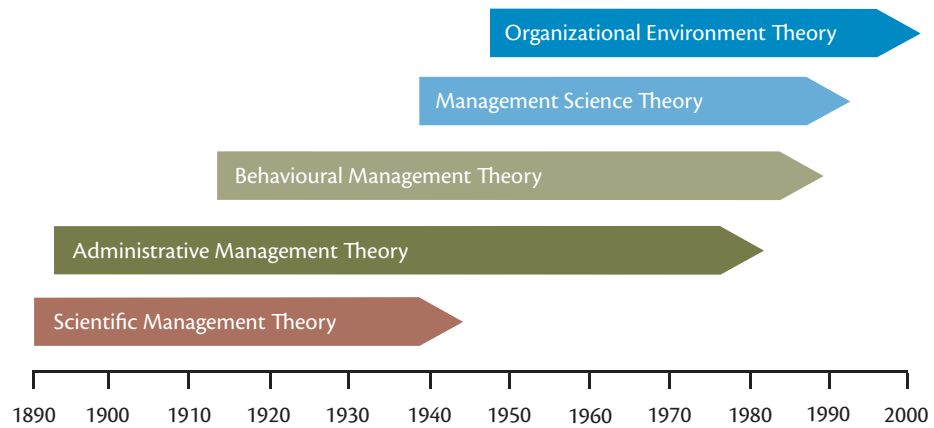 Organizational Environment Theory
Management Science Theory
Behavioural Management Theory
Administrative Management Theory
Scientific Management Theory
1890 1900 1910 1920 1930 1940 1950 1960 1970 1980 1990 2000